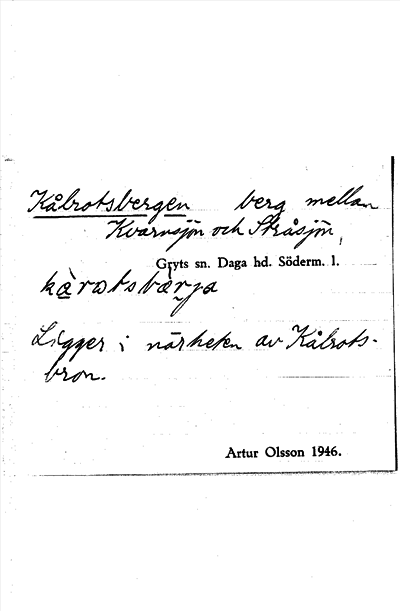 Kålrotsbergen berg mellan
Kvarnsjön och Stråsjön,
Gryts sn. Daga hd. Söderm. l.
Ligger i närheten av Kålrots-
bron.
Artur Olsson 1946.